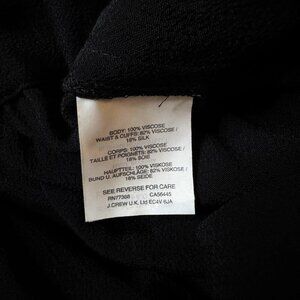 BODY: 100% VISCOSE
WAIST & CUFFS: 82% VISCOSE /
18% SILK
CORPS: 100% VISCOSE
TAILLE ET POIGNETS: 82% VISCOSE /
18% SOIE
HAUPTTEIL: 100% VISKOSE
BUND U. AUFSCHLÄGE: 82% VISKOSE /
18% SEIDE
SEE REVERSE FOR CARE
RN77388 CA56445
J.CREW U.K. Ltd EC4V 6JA